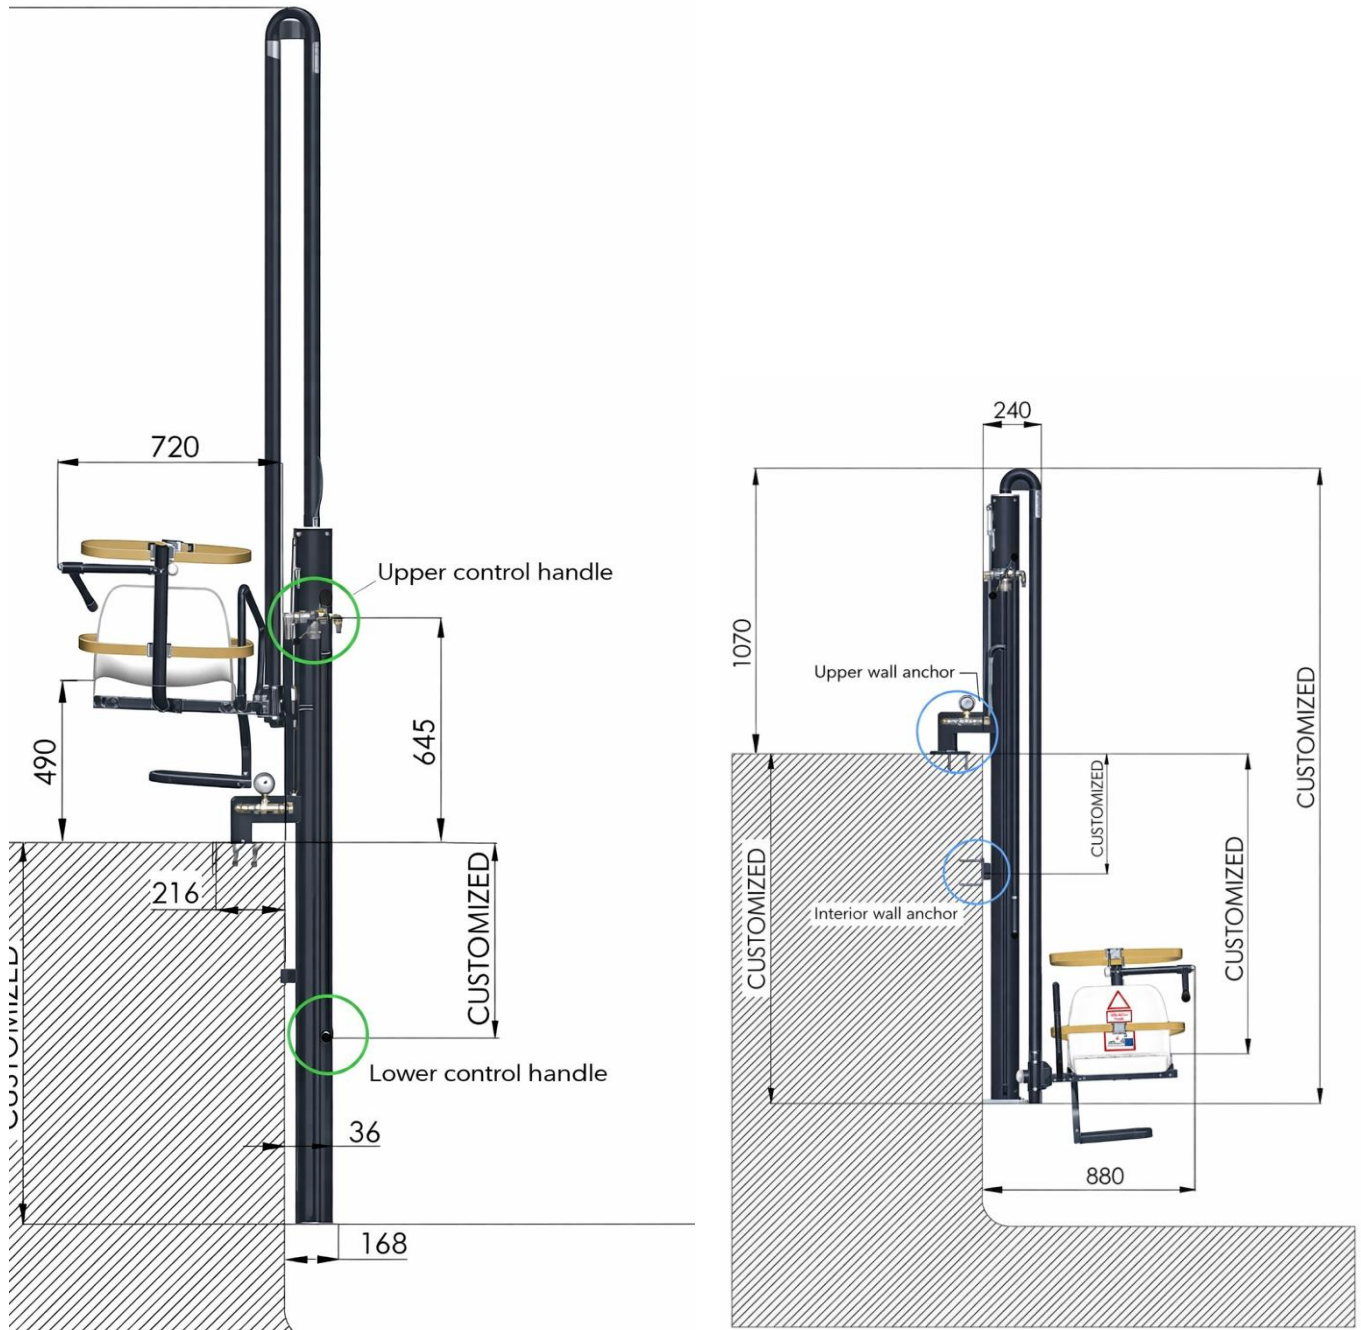 720
Upper control handle
490
645
216
CUSTOMIZED
CUSTOMIZED
Lower control handle
36
168
240
1070
Upper wall anchor
CUSTOMIZED
CUSTOMIZED
CUSTOMIZED
CUSTOMIZED
Interior wall anchor
880